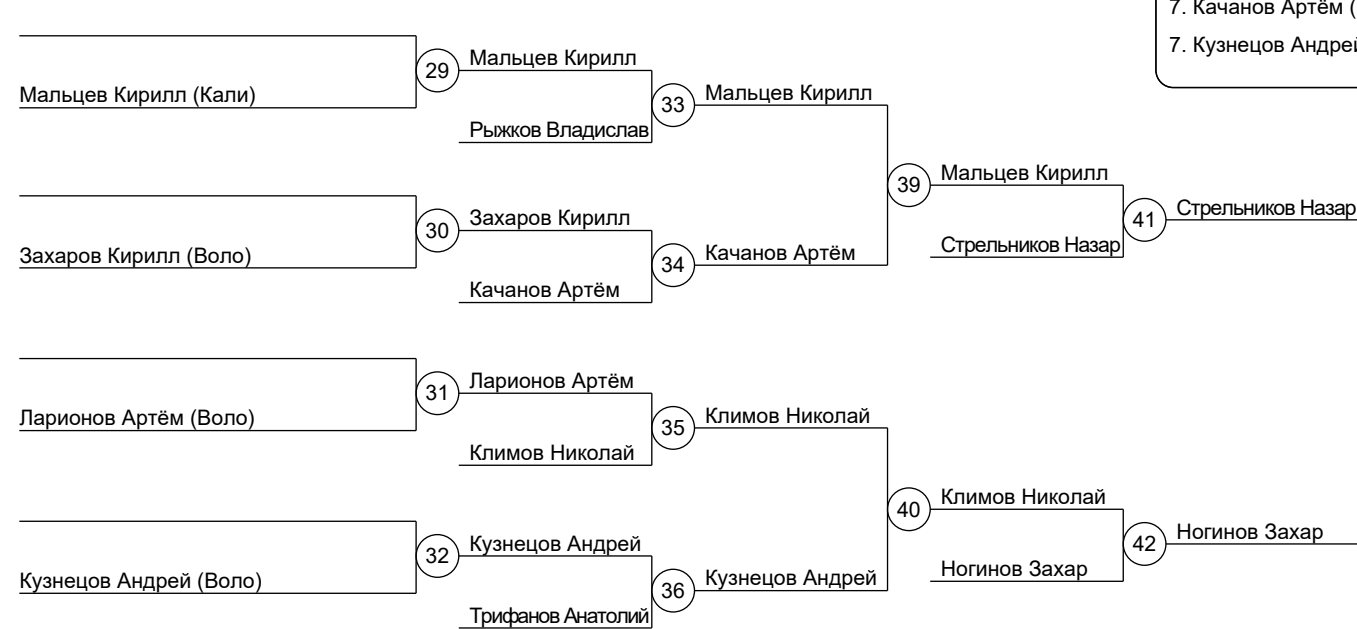 7. Качанов Артём (
7. Кузнецов Андрей
29
Мальцев Кирилл
Мальцев Кирилл (Кали)
33
Мальцев Кирилл
Рыжков Владислав
39
Мальцев Кирилл
41
Стрельников Назар
30
Захаров Кирилл
Стрельников Назар
Захаров Кирилл (Воло)
34
Качанов Артём
Качанов Артём
31
Ларионов Артём
Ларионов Артём (Воло)
35
Климов Николай
Климов Николай
40
Климов Николай
42
Ногинов Захар
32
Кузнецов Андрей
Ногинов Захар
Кузнецов Андрей (Воло)
36
Кузнецов Андрей
Трифанов Анатолий